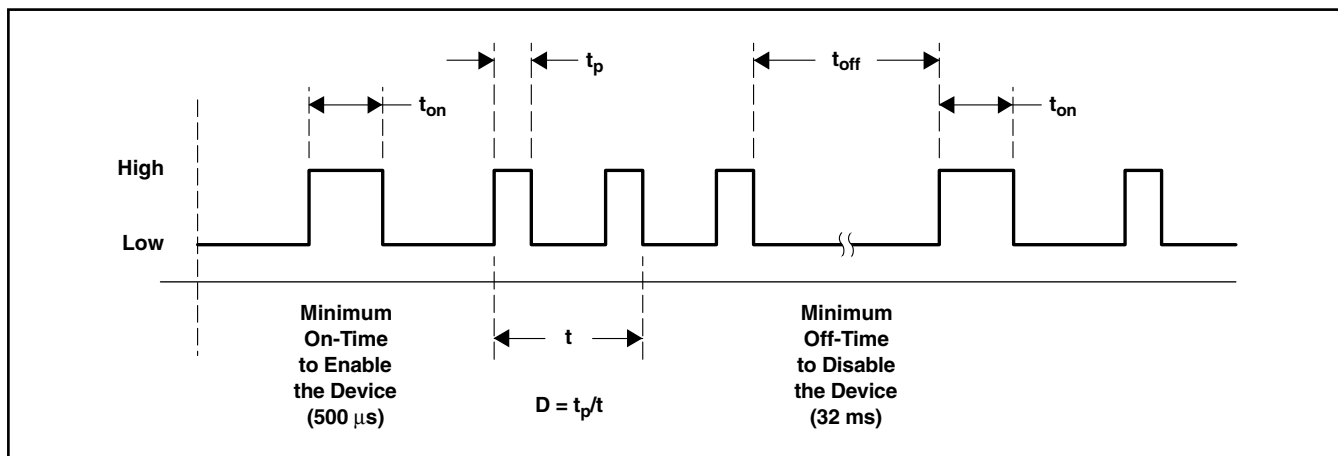 tp
toff
ton
ton
High
Low
Minimum
On-Time
to Enable
the Device
(500 μs)
t
D = tp/t
Minimum
Off-Time
to Disable
the Device
(32 ms)